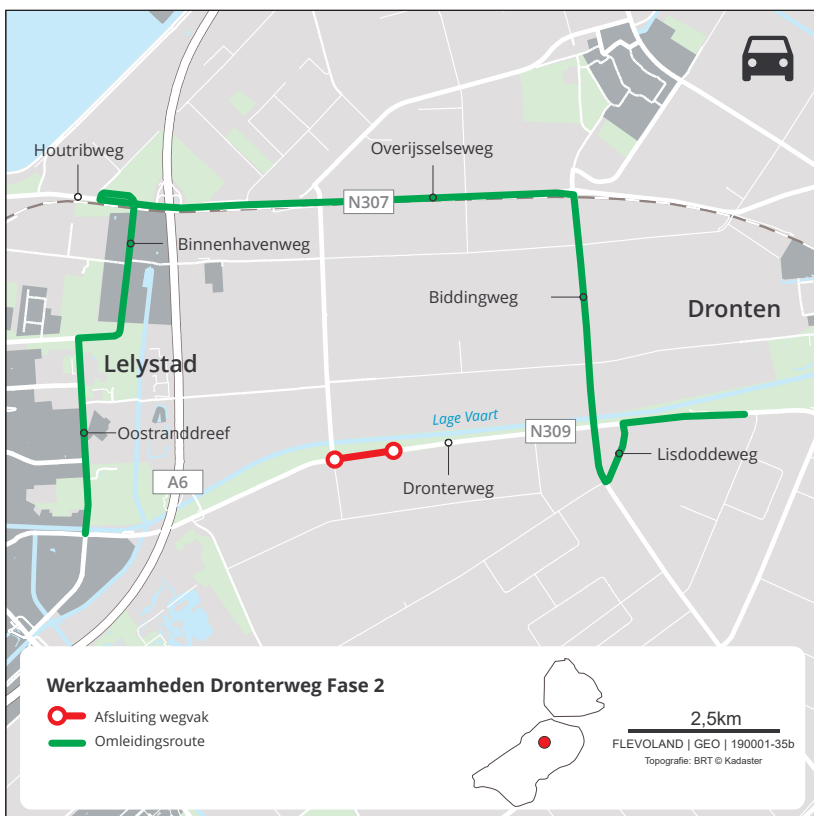 Houtribweg
Overijsselseweg
N307
Binnenhavenweg
Biddingweg
Dronten
Lelystad
Lage Vaart
Oostranddreef
N309
Lisdoddeweg
A6
Dronterweg
Werkzaamheden Dronterweg Fase 2
Afsluiting wegvak
Omleidingsroute
2,5km
FLEVOLAND | GEO | 190001-35b
Topografie: BRT © Kadaster